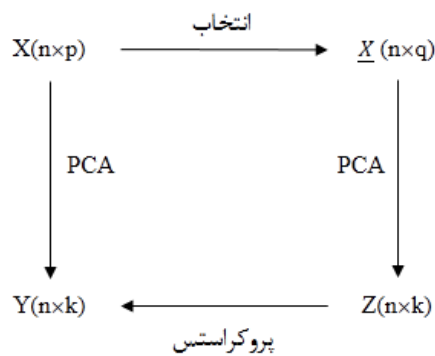 انتخاب
X(n×p)
X (n×q)
PCA
PCA
Y(n×k)
Z(n×k)
پروکراستس